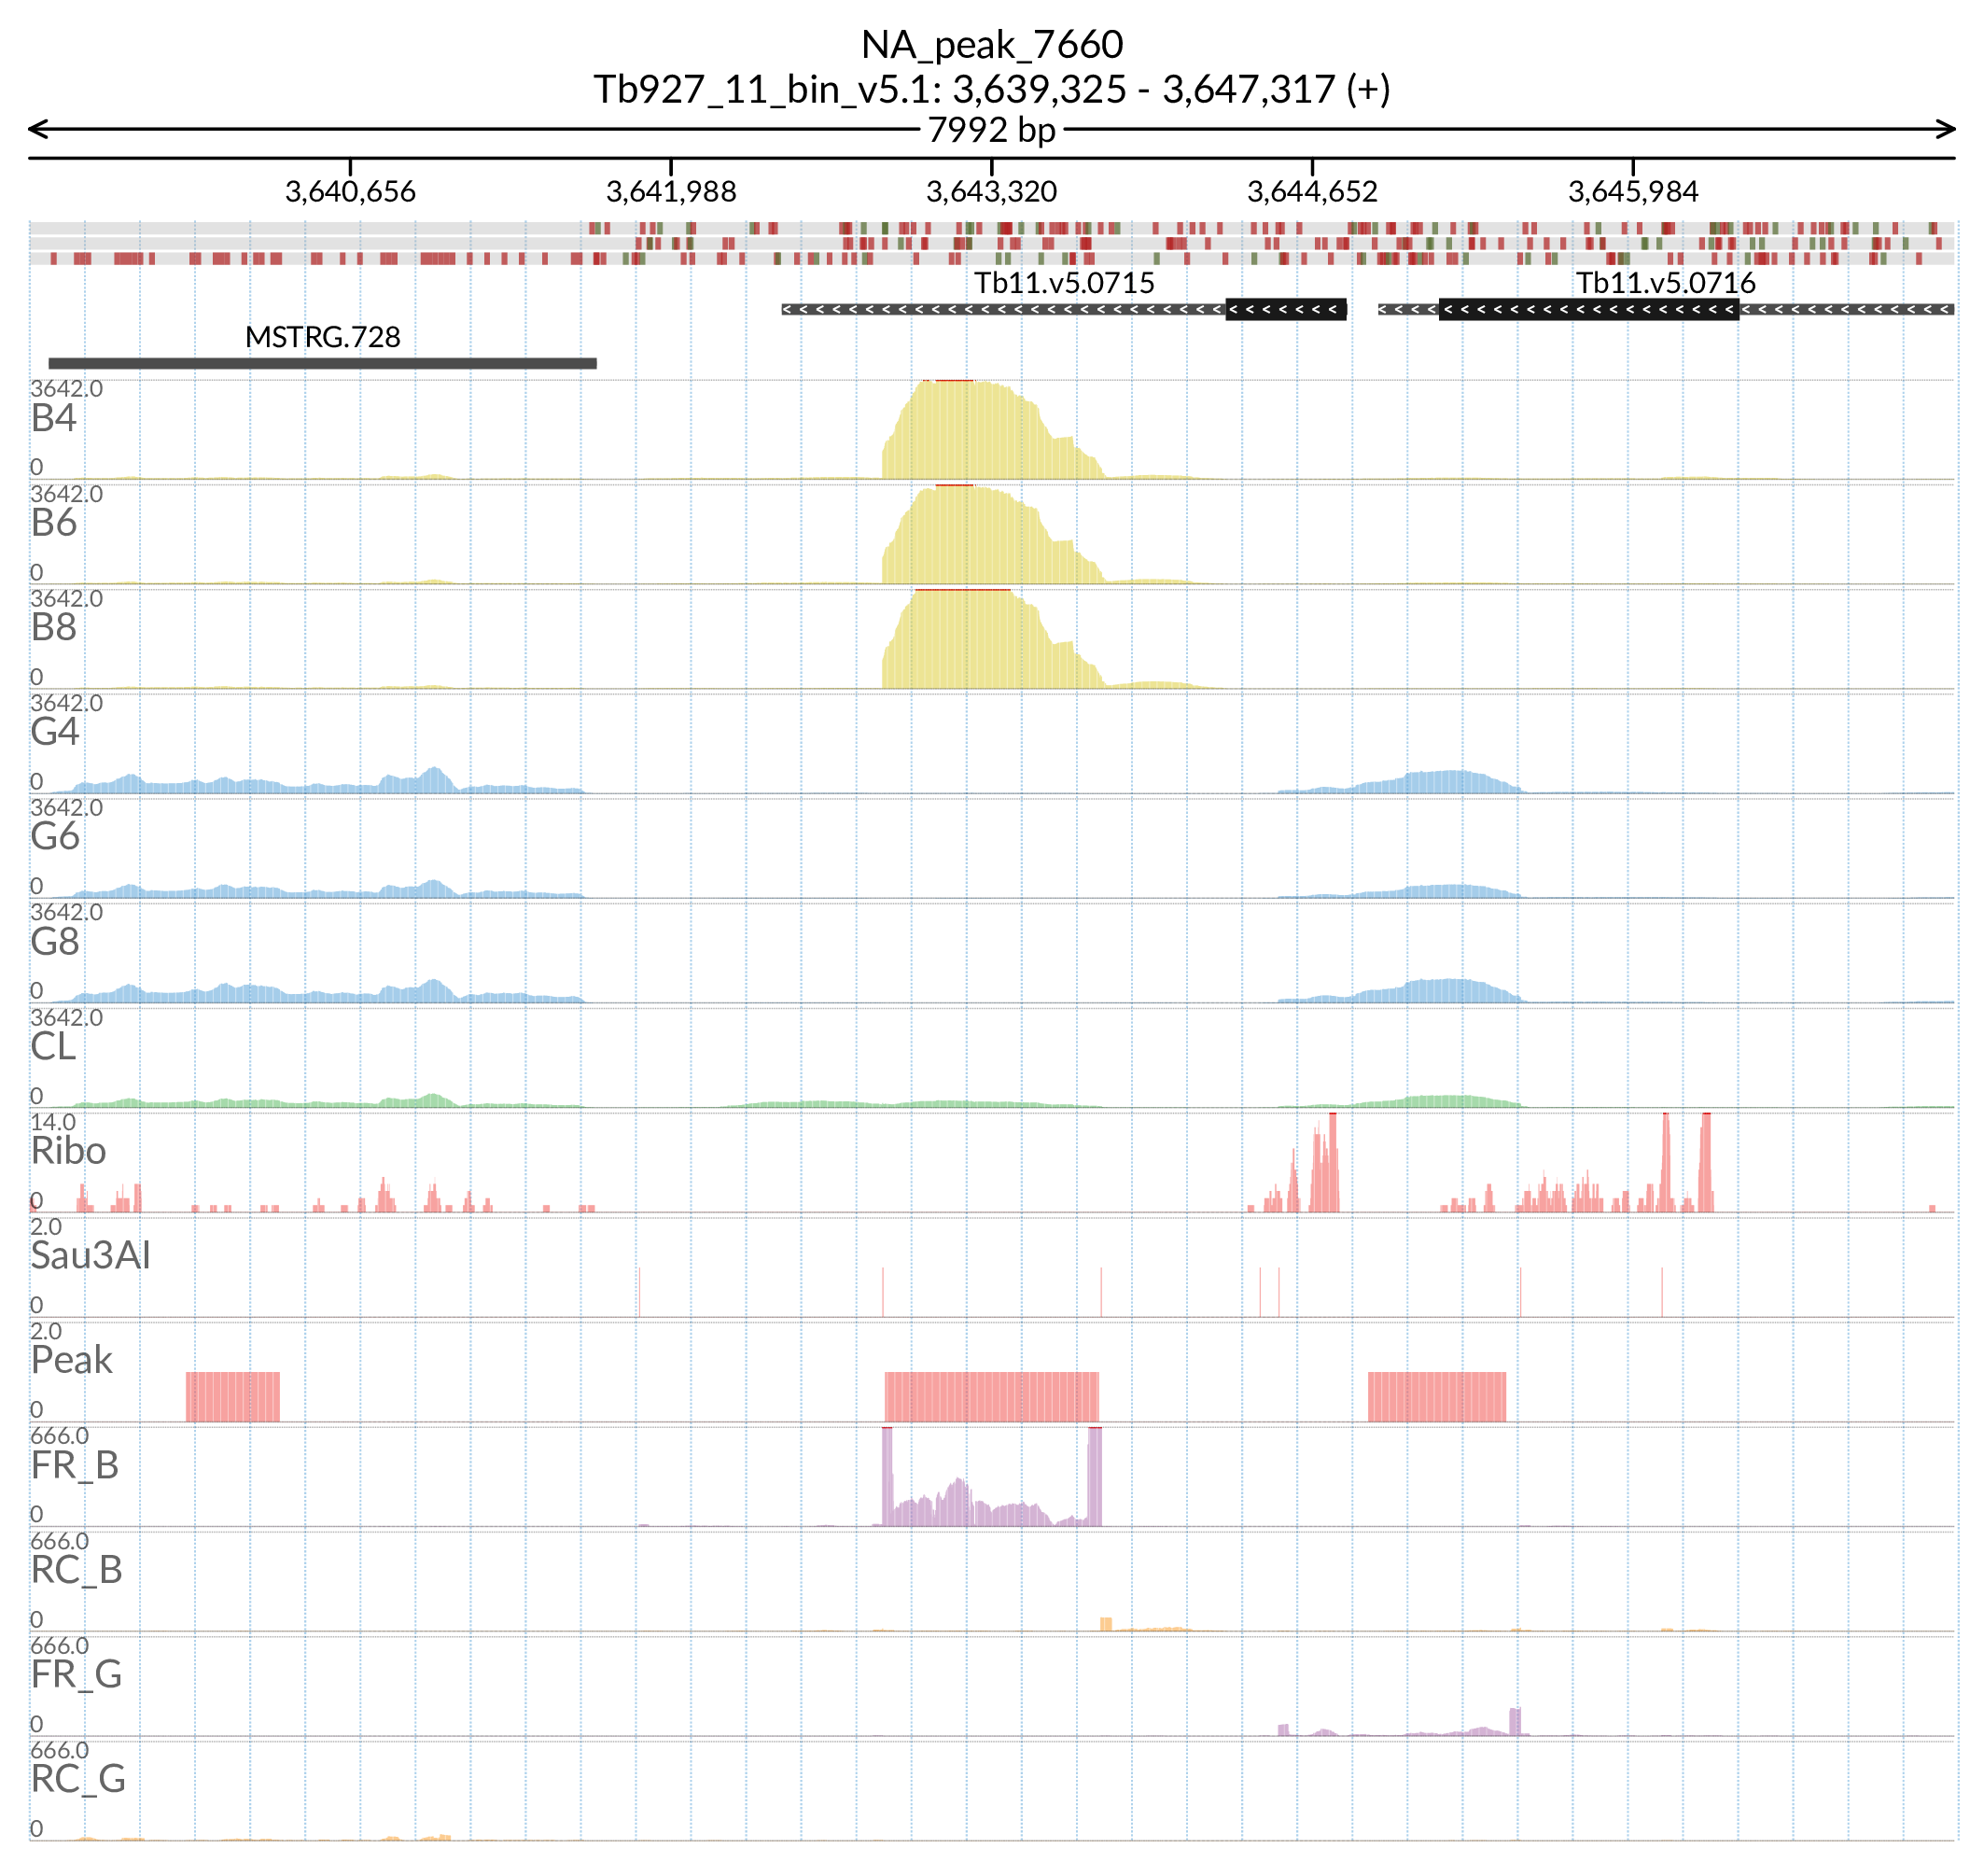 NA_peak_7660
Tb927_11_bin_v5.1: 3,639,325 - 3,647,317 (+)
7992 bp
3,640,656 3,641,988 3,643,320 3,644,652 3,645,984
Tb11.v5.0715 Tb11.v5.0716
MSTRG.728
3642.0
B4
0
3642.0
B6
0
3642.0
B8
0
3642.0
G4
0
3642.0
G6
0
3642.0
G8
0
3642.0
CL
0
14.0
Ribo
0
2.0
Sau3AI
0
2.0
Peak
0
666.0
FR_B
0
666.0
RC_B
0
666.0
FR_G
0
666.0
RC_G
0